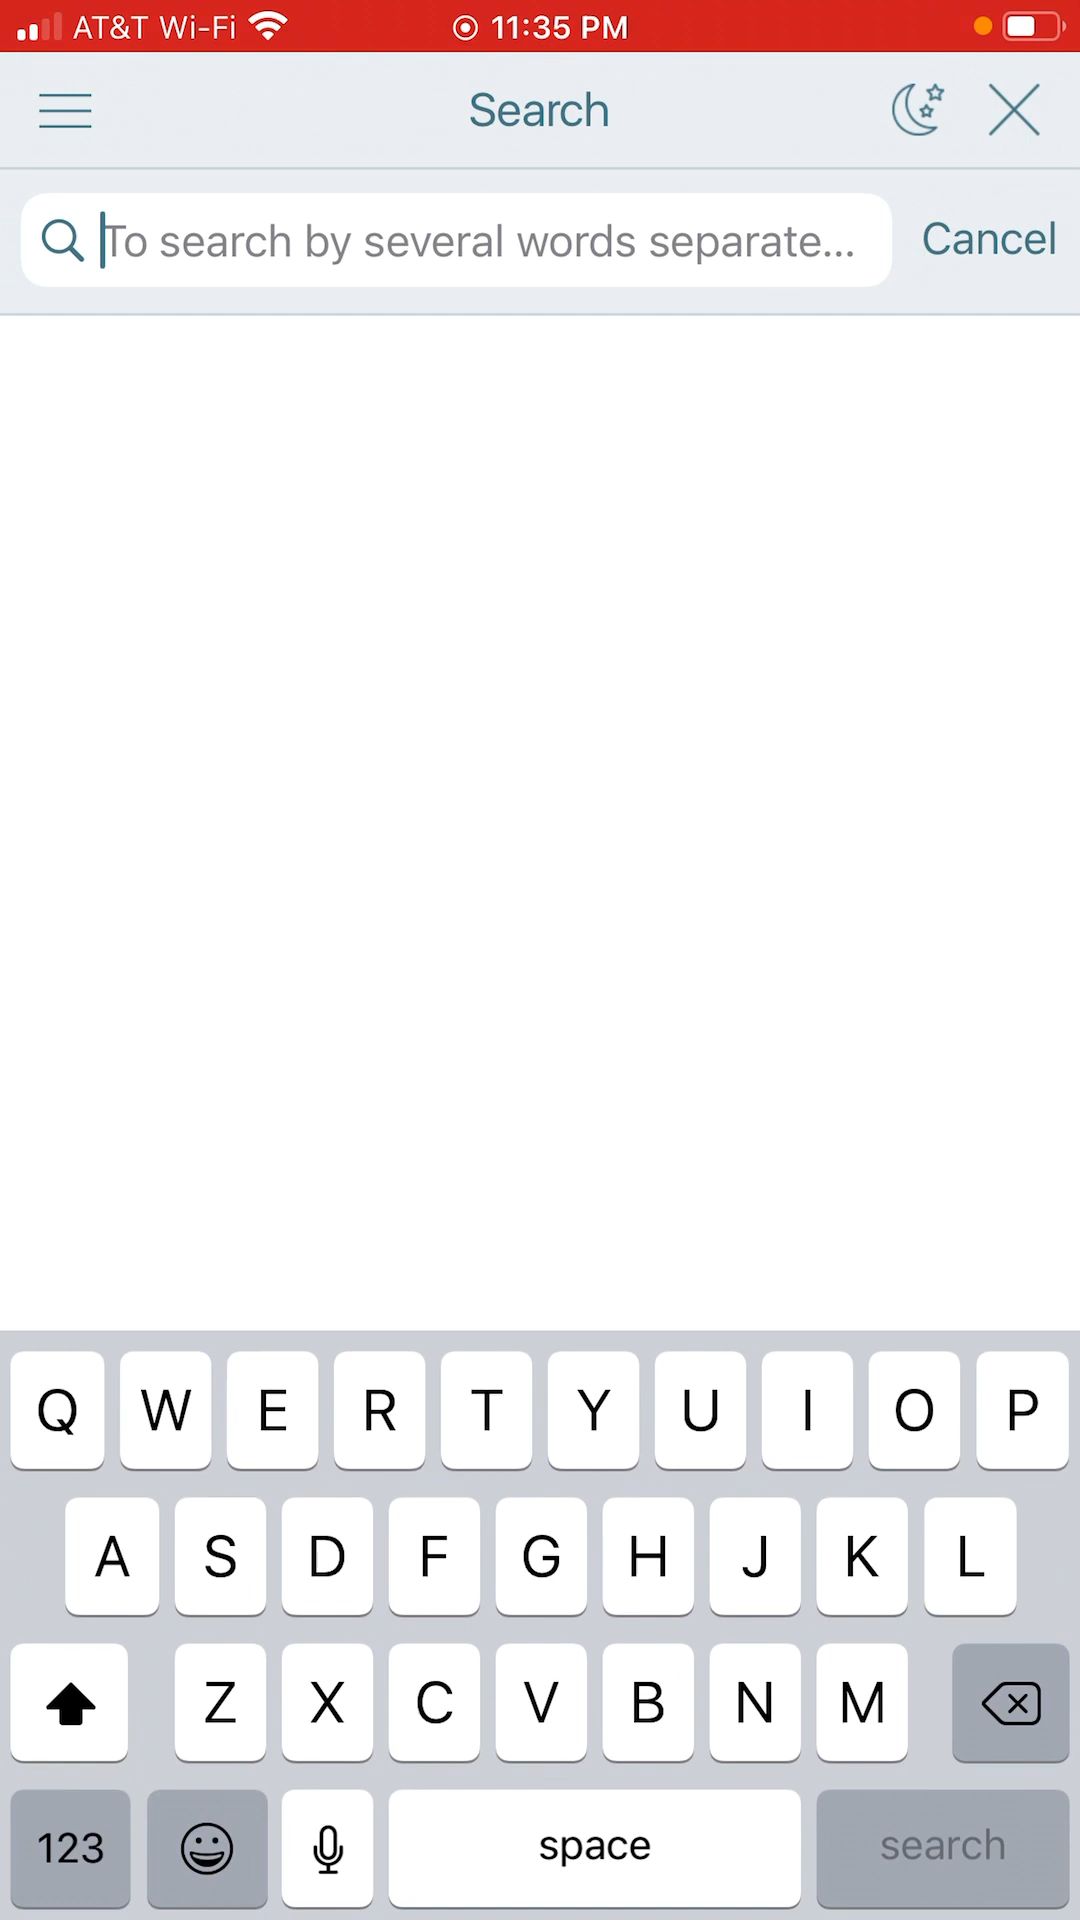 AT&T Wi-Fi 11:35 PM
Search
To search by several words separate...
Cancel
Q W E R T Y U I O P
A S D F G H J K L
Z X C V B N M
123 space search